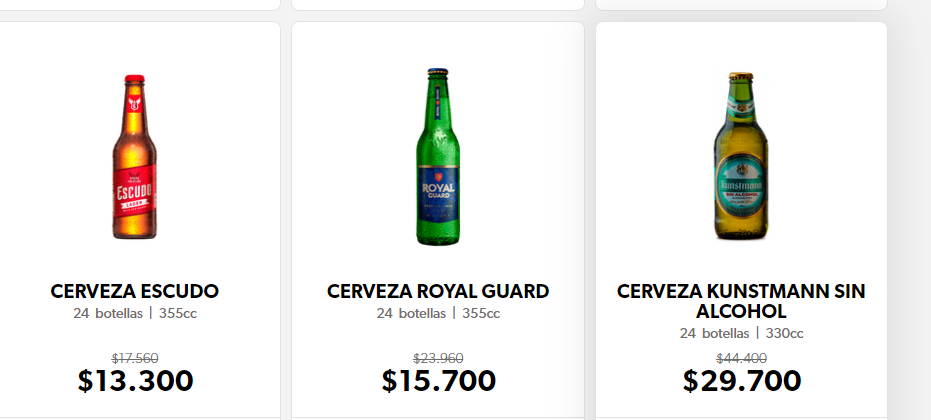 ESCUDO
LAGER
CERVEZA ESCUDO
24 botellas | 355cc
$17.560
$13.300
ROYAL
GUARD
CERVEZA ROYAL GUARD
24 botellas | 355cc
$23.960
$15.700
Kunstmann
SIN ALCOHOL
CERVEZA KUNSTMANN SIN
ALCOHOL
24 botellas | 330cc
$44.400
$29.700